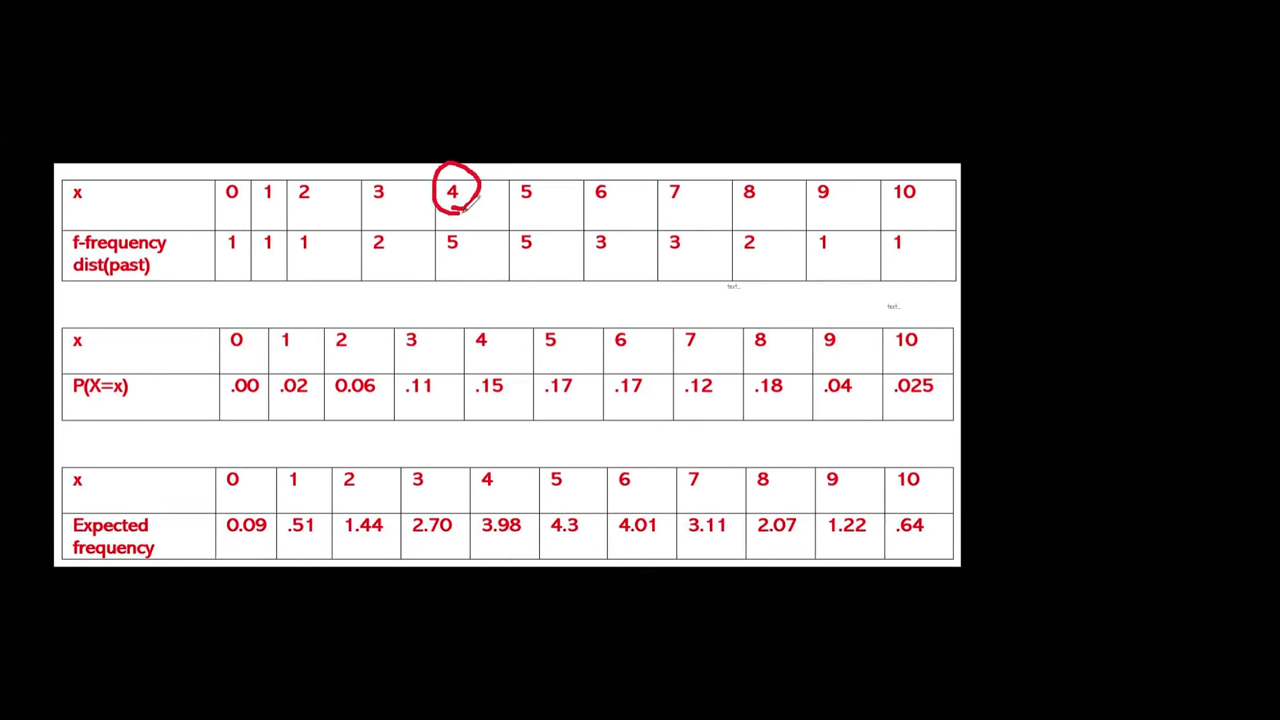 x 0 1 2 3 4 5 6 7 8 9 10
f-frequency 1 1 1 2 5 5 3 3 2 1 1
dist(past)
text...
text...
x 0 1 2 3 4 5 6 7 8 9 10
P(X=x) .00 .02 0.06 .11 .15 .17 .17 .12 .18 .04 .025
x 0 1 2 3 4 5 6 7 8 9 10
Expected 0.09 .51 1.44 2.70 3.98 4.3 4.01 3.11 2.07 1.22 .64
frequency